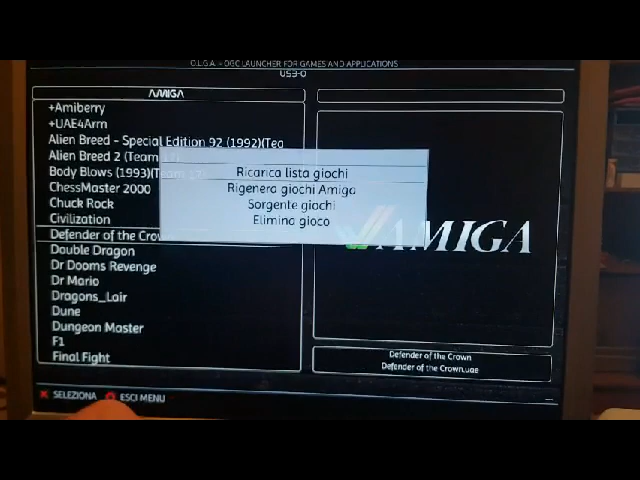 O.L.G.A. - OGC LAUNCHER FOR GAMES AND APPLICATIONS
USB-0
AMIGA
+Amiberry
+UAE4Arm
Alien Breed - Special Edition 92 (1992)(Tea
Alien Breed 2 (Team 17)
Body Blows (1993)(Team 17)
ChessMaster 2000
Chuck Rock
Civilization
Defender of the Crow
Double Dragon
Dr Dooms Revenge
Dr Mario
Dragons_Lair
Dune
Dungeon Master
F1
Final Fight
Ricarica lista giochi
Rigenera giochi Amiga
Sorgente giochi
Elimina gioco
AMIGA
Defender of the Crown
Defender of the Crown.uae
SELEZIONA
ESCI MENU